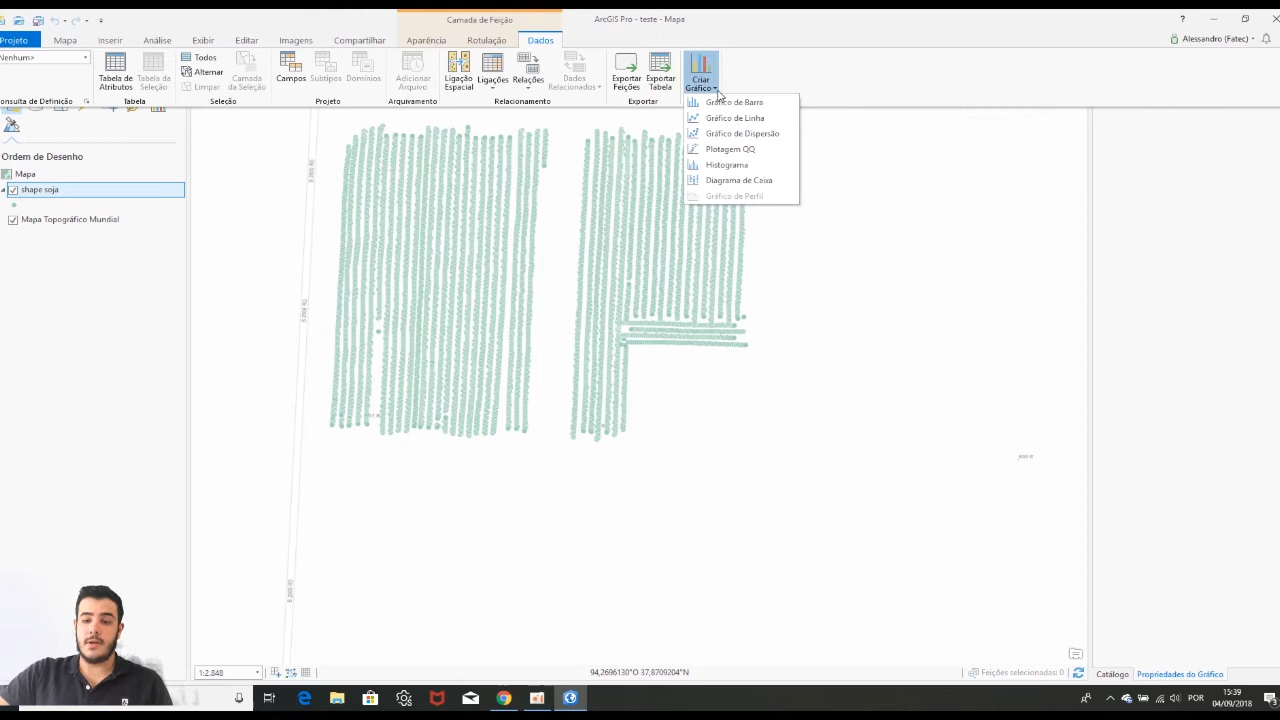 Camada de Feição
ArcGIS Pro - teste - Mapa
?
Projeto
Mapa
Inserir
Análise
Exibir
Editar
Imagens
Compartilhar
Aparência
Rotulação
Dados
Alessandro (Fatec)
Nenhum>
Tabela de Atributos
Tabela da Seleção
Todos
Alternar
Limpar
Camada da Seleção
Campos
Subtipos
Domínios
Adicionar Arquivo
Ligação Espacial
Ligações
Relações
Dados Relacionados
Exportar Feições
Exportar Tabela
Criar Gráfico
onsulta de Definição
Tabela
Seleção
Projeto
Arquivamento
Relacionamento
Exportar
Gráfico de Barra
Gráfico de Linha
Gráfico de Dispersão
Plotagem QQ
Histograma
Diagrama de Caixa
Gráfico de Perfil
Ordem de Desenho
Mapa
shape soja
Mapa Topográfico Mundial
1:2.848
94,2696130°O 37,8709204°N
Feições selecionadas: 0
Catálogo
Propriedades do Gráfico
POR
15:39
04/09/2018